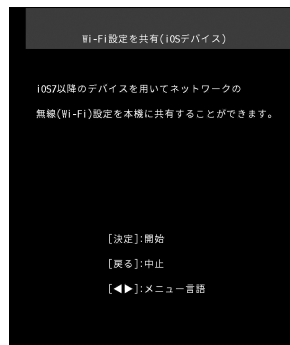 Wi-Fi設定を共有(iOSデバイス)
iOS7以降のデバイスを用いてネットワークの
無線(Wi-Fi)設定を本機に共有することができます。
[決定]:開始
[戻る]:中止
[◀▶]:メニュー言語